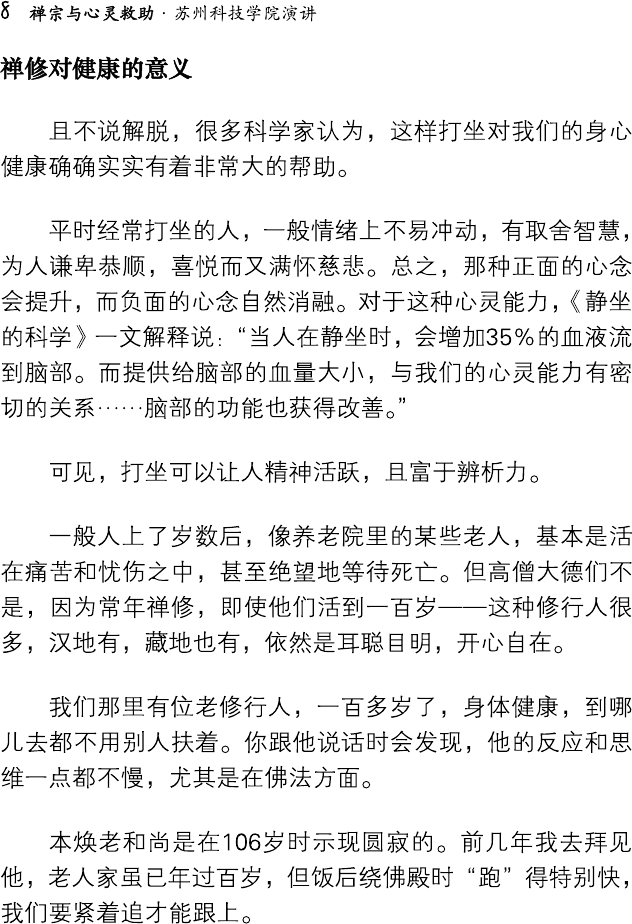 8 禅宗与心灵救助·苏州科技学院演讲
禅修对健康的意义
且不说解脱，很多科学家认为，这样打坐对我们的身心
健康确确实实有着非常大的帮助。
平时经常打坐的人，一般情绪上不易冲动，有取舍智慧，
为人谦卑恭顺，喜悦而又满怀慈悲。总之，那种正面的心念
会提升，而负面的心念自然消融。对于这种心灵能力，《静坐
的科学》一文解释说：“当人在静坐时，会增加35％的血液流
到脑部。而提供给脑部的血量大小，与我们的心灵能力有密
切的关系……脑部的功能也获得改善。”
可见，打坐可以让人精神活跃，且富于辨析力。
一般人上了岁数后，像养老院里的某些老人，基本是活
在痛苦和忧伤之中，甚至绝望地等待死亡。但高僧大德们不
是，因为常年禅修，即使他们活到一百岁——这种修行人很
多，汉地有，藏地也有，依然是耳聪目明，开心自在。
我们那里有位老修行人，一百多岁了，身体健康，到哪
儿去都不用别人扶着。你跟他说话时会发现，他的反应和思
维一点都不慢，尤其是在佛法方面。
本焕老和尚是在106岁时示现圆寂的。前几年我去拜见
他，老人家虽已年过百岁，但饭后绕佛殿时“跑”得特别快，
我们要紧着追才能跟上。